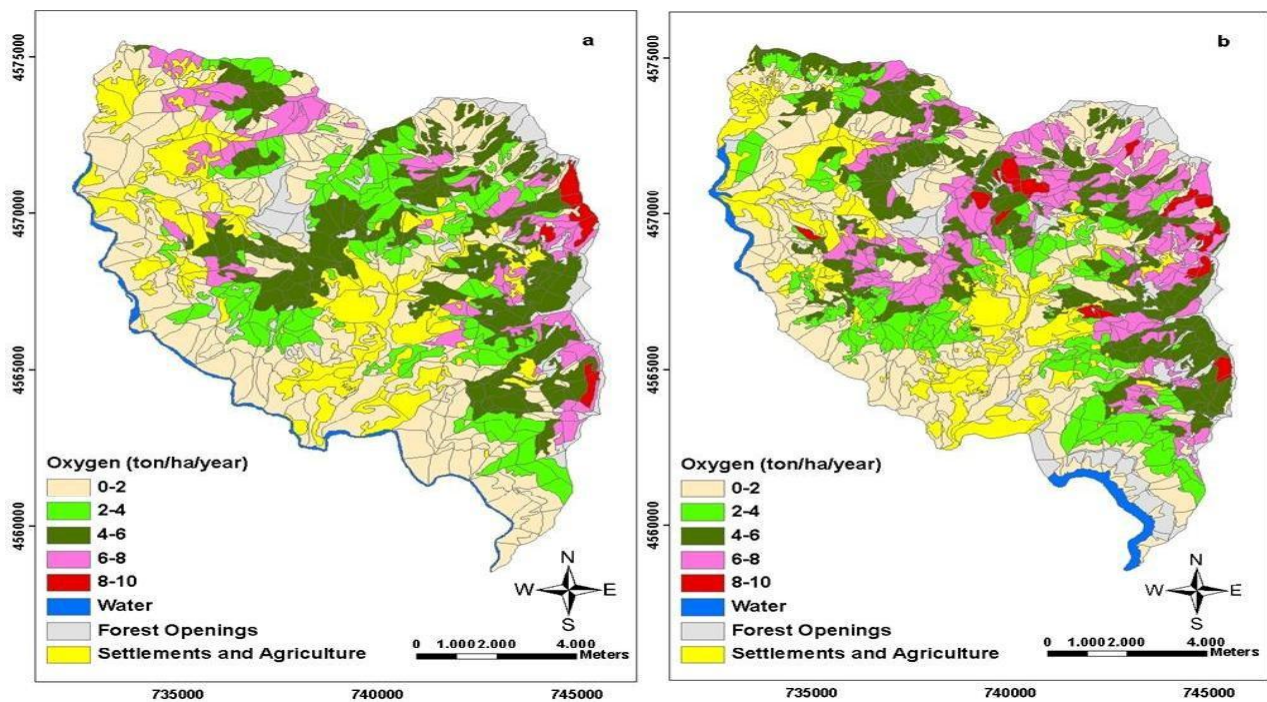 a
4575000
4570000
4565000
4560000
Oxygen (ton/ha/year)
0-2
2-4
4-6
6-8
8-10
Water
Forest Openings
Settlements and Agriculture
N
W E
S
0 1.000 2.000 4.000
Meters
735000 740000 745000
b
4575000
4570000
4565000
4560000
Oxygen (ton/ha/year)
0-2
2-4
4-6
6-8
8-10
Water
Forest Openings
Settlements and Agriculture
N
W E
S
0 1.000 2.000 4.000
Meters
735000 740000 745000